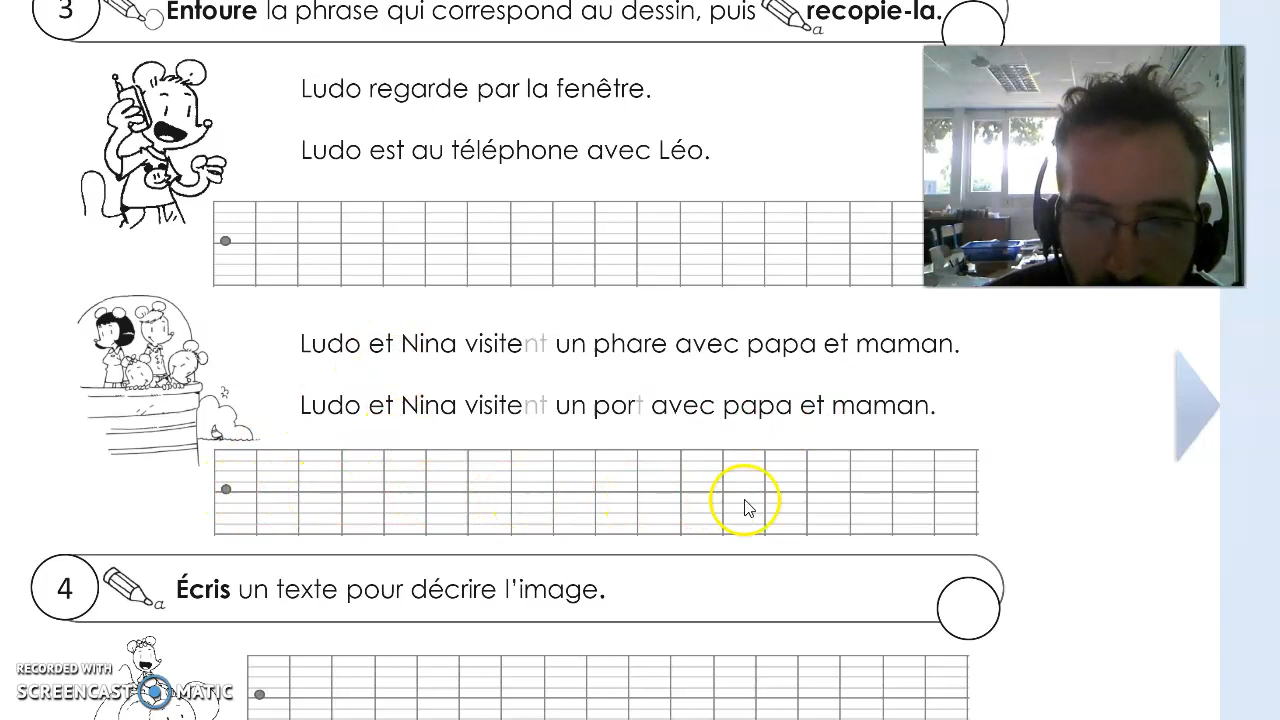 3 Entoure la phrase qui correspond au dessin, puis recopie-la.
a
Ludo regarde par la fenêtre.
Ludo est au téléphone avec Léo.
Ludo et Nina visitent un phare avec papa et maman.
Ludo et Nina visitent un port avec papa et maman.
4 a Écris un texte pour décrire l'image.
RECORDED WITH
SCREENCAST-O-MATIC